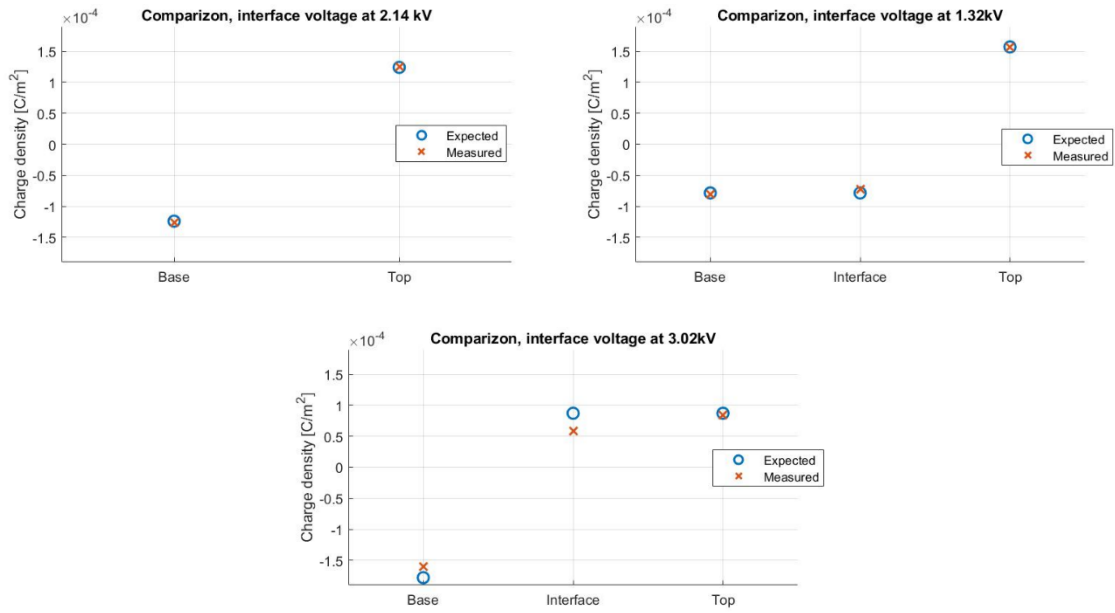 Comparizon, interface voltage at 2.14 kV
×10⁻⁴
1.5
1
0.5
0
-0.5
-1
-1.5
Charge density [C/m²]
Expected
Measured
Base
Top
Comparizon, interface voltage at 1.32kV
×10⁻⁴
1.5
1
0.5
0
-0.5
-1
-1.5
Charge density [C/m²]
Expected
Measured
Base
Interface
Top
Comparizon, interface voltage at 3.02kV
×10⁻⁴
1.5
1
0.5
0
-0.5
-1
-1.5
Charge density [C/m²]
Expected
Measured
Base
Interface
Top